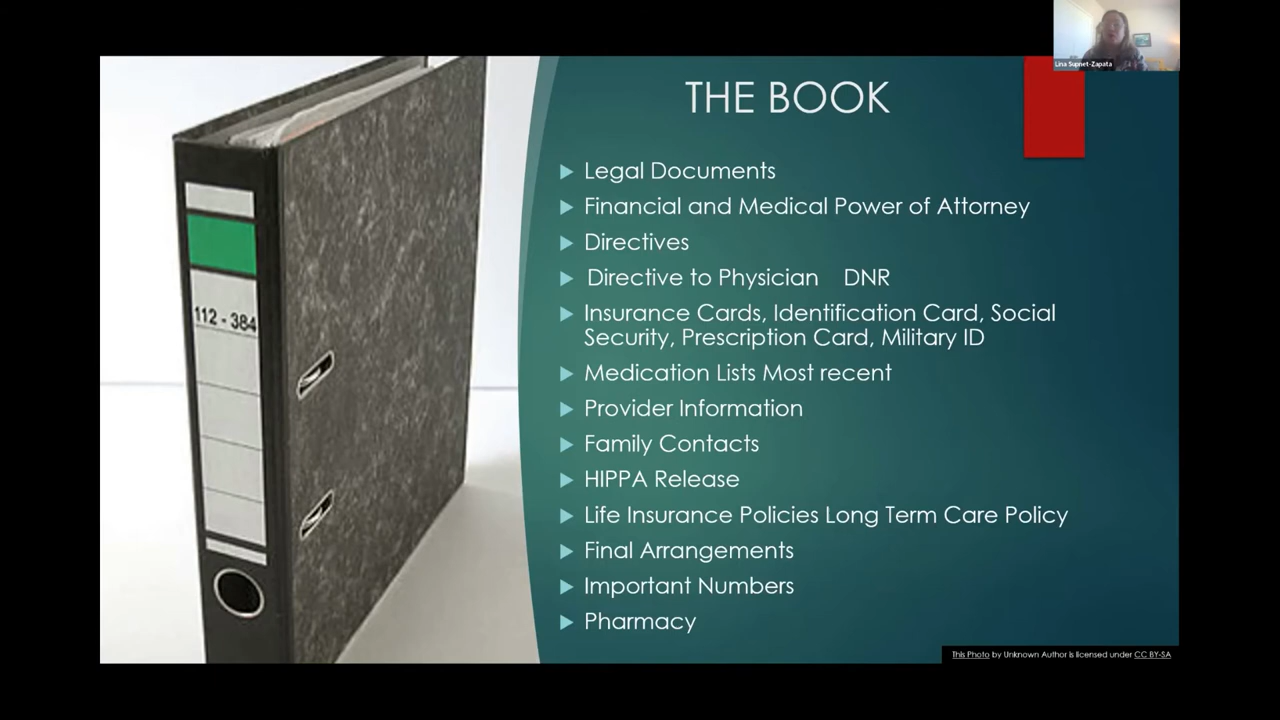 Lina Supnet-Zapata
THE BOOK
Legal Documents
Financial and Medical Power of Attorney
Directives
Directive to Physician DNR
Insurance Cards, Identification Card, Social
Security, Prescription Card, Military ID
Medication Lists Most recent
Provider Information
Family Contacts
HIPPA Release
Life Insurance Policies Long Term Care Policy
Final Arrangements
Important Numbers
Pharmacy
112 - 384
This Photo by Unknown Author is licensed under CC BY-SA